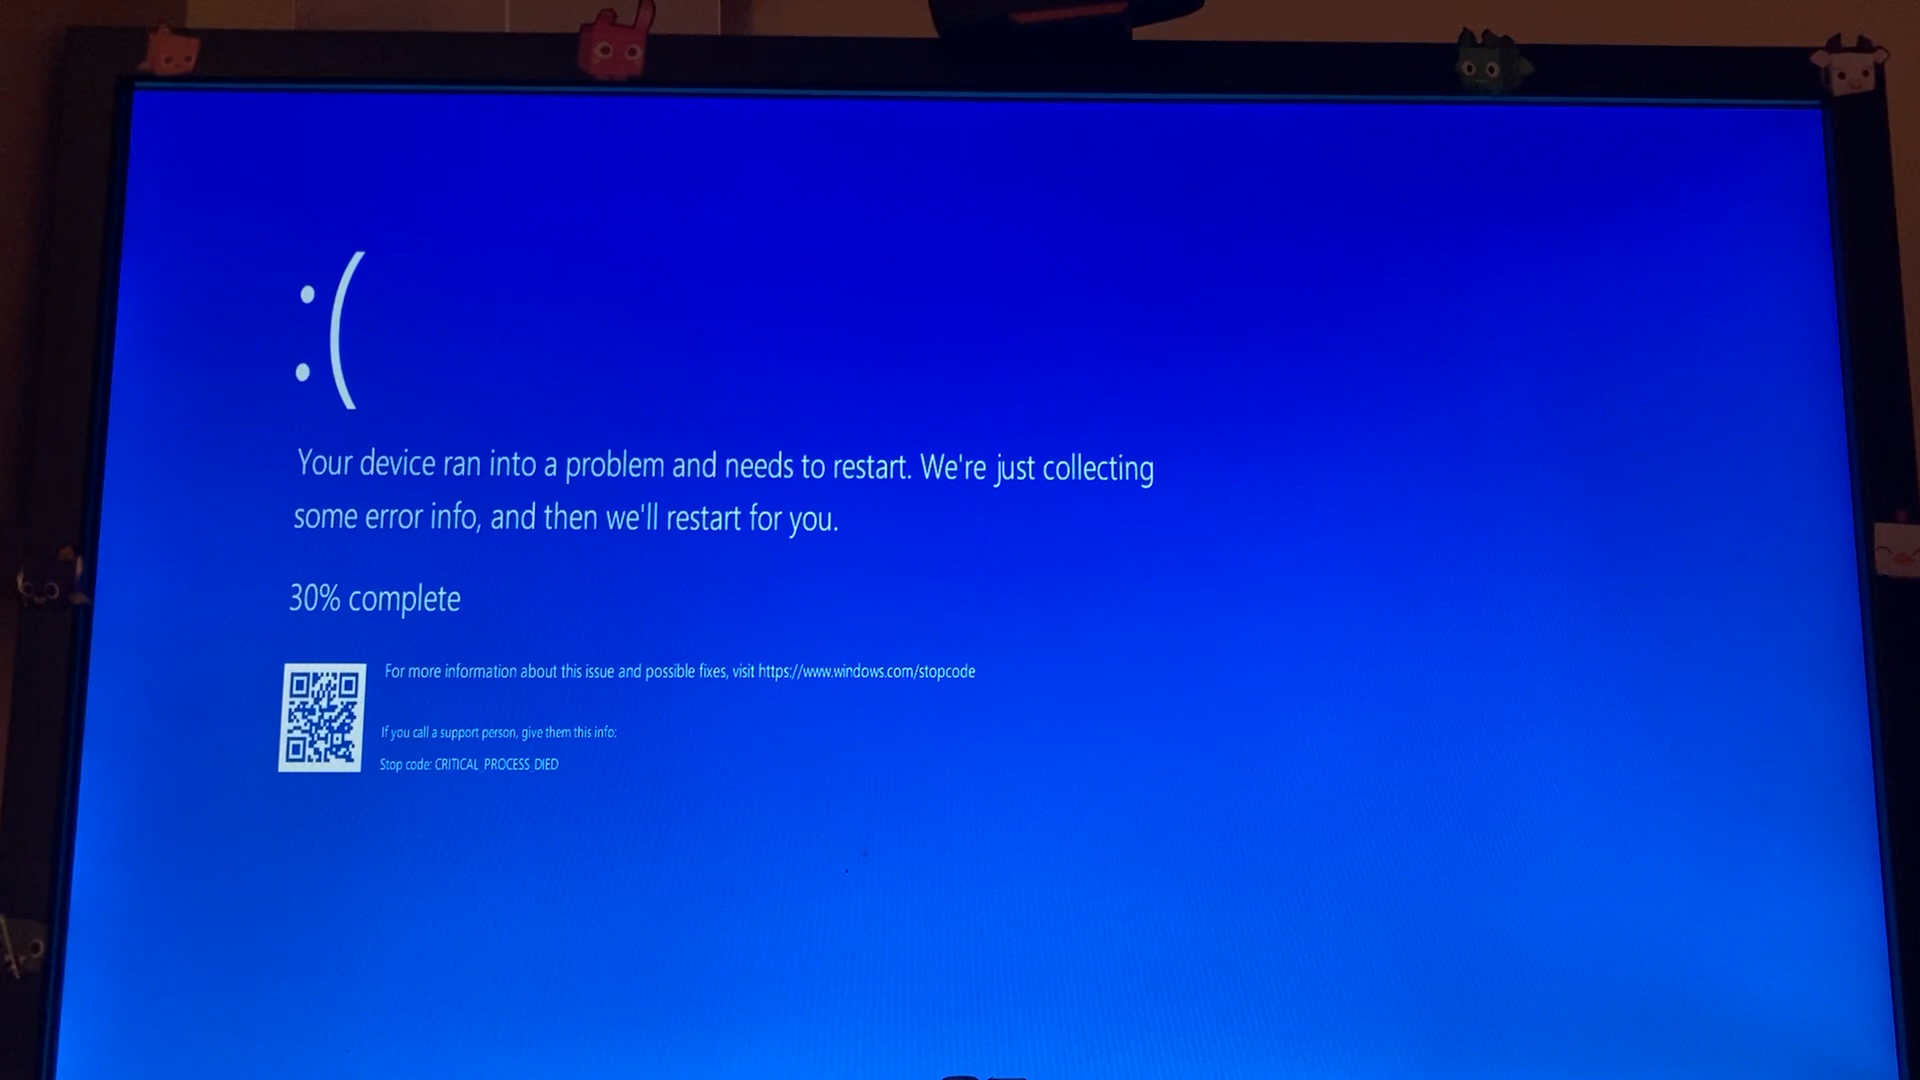 :(
Your device ran into a problem and needs to restart. We're just collecting
some error info, and then we'll restart for you.
30% complete
For more information about this issue and possible fixes, visit https://www.windows.com/stopcode
If you call a support person, give them this info:
Stop code: CRITICAL_PROCESS_DIED